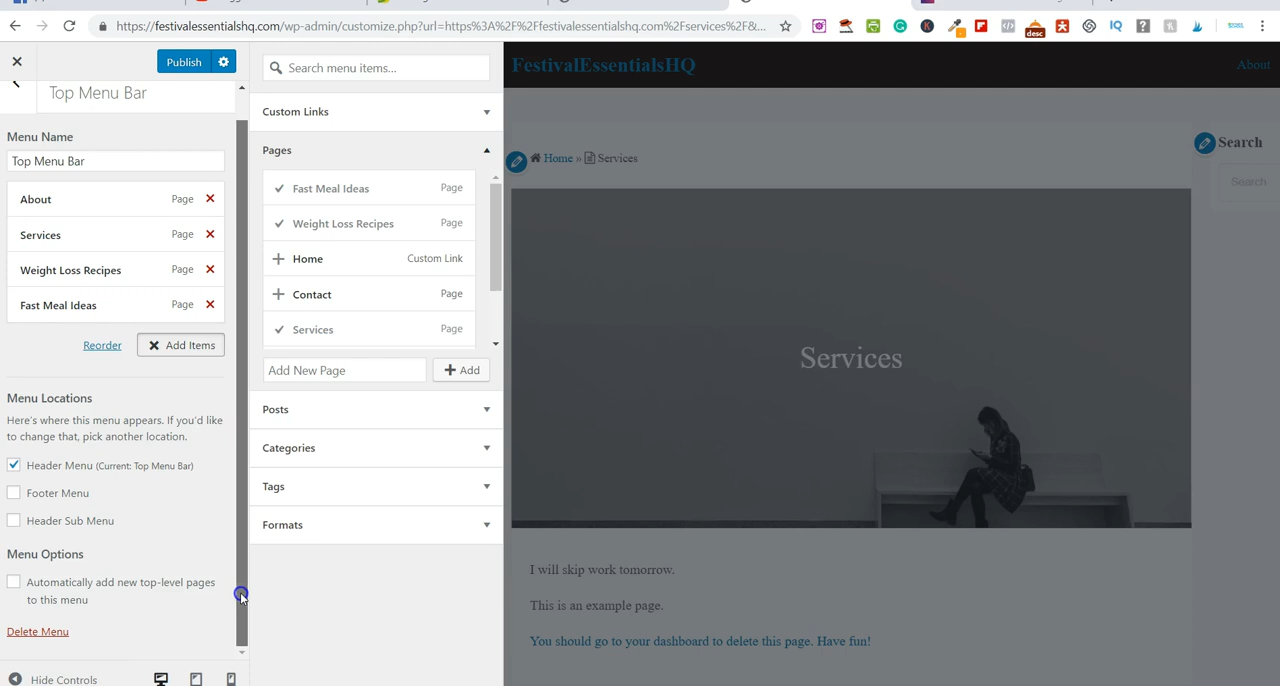 https://festivalessentialshq.com/wp-admin/customize.php?url=https%3A%2F%2Ffestivalessentialshq.com%2Fservices%2F&...
desc
Publish
Top Menu Bar
Menu Name
Top Menu Bar
About Page
Services Page
Weight Loss Recipes Page
Fast Meal Ideas Page
Reorder Add Items
Menu Locations
Here's where this menu appears. If you'd like
to change that, pick another location.
Header Menu (Current: Top Menu Bar)
Footer Menu
Header Sub Menu
Menu Options
Automatically add new top-level pages
to this menu
Delete Menu
Hide Controls
Search menu items...
Custom Links
Pages
Fast Meal Ideas Page
Weight Loss Recipes Page
Home Custom Link
Contact Page
Services Page
Add New Page Add
Posts
Categories
Tags
Formats
FestivalEssentialsHQ About
Home » Services
Search
Search
Services
I will skip work tomorrow.
This is an example page.
You should go to your dashboard to delete this page. Have fun!